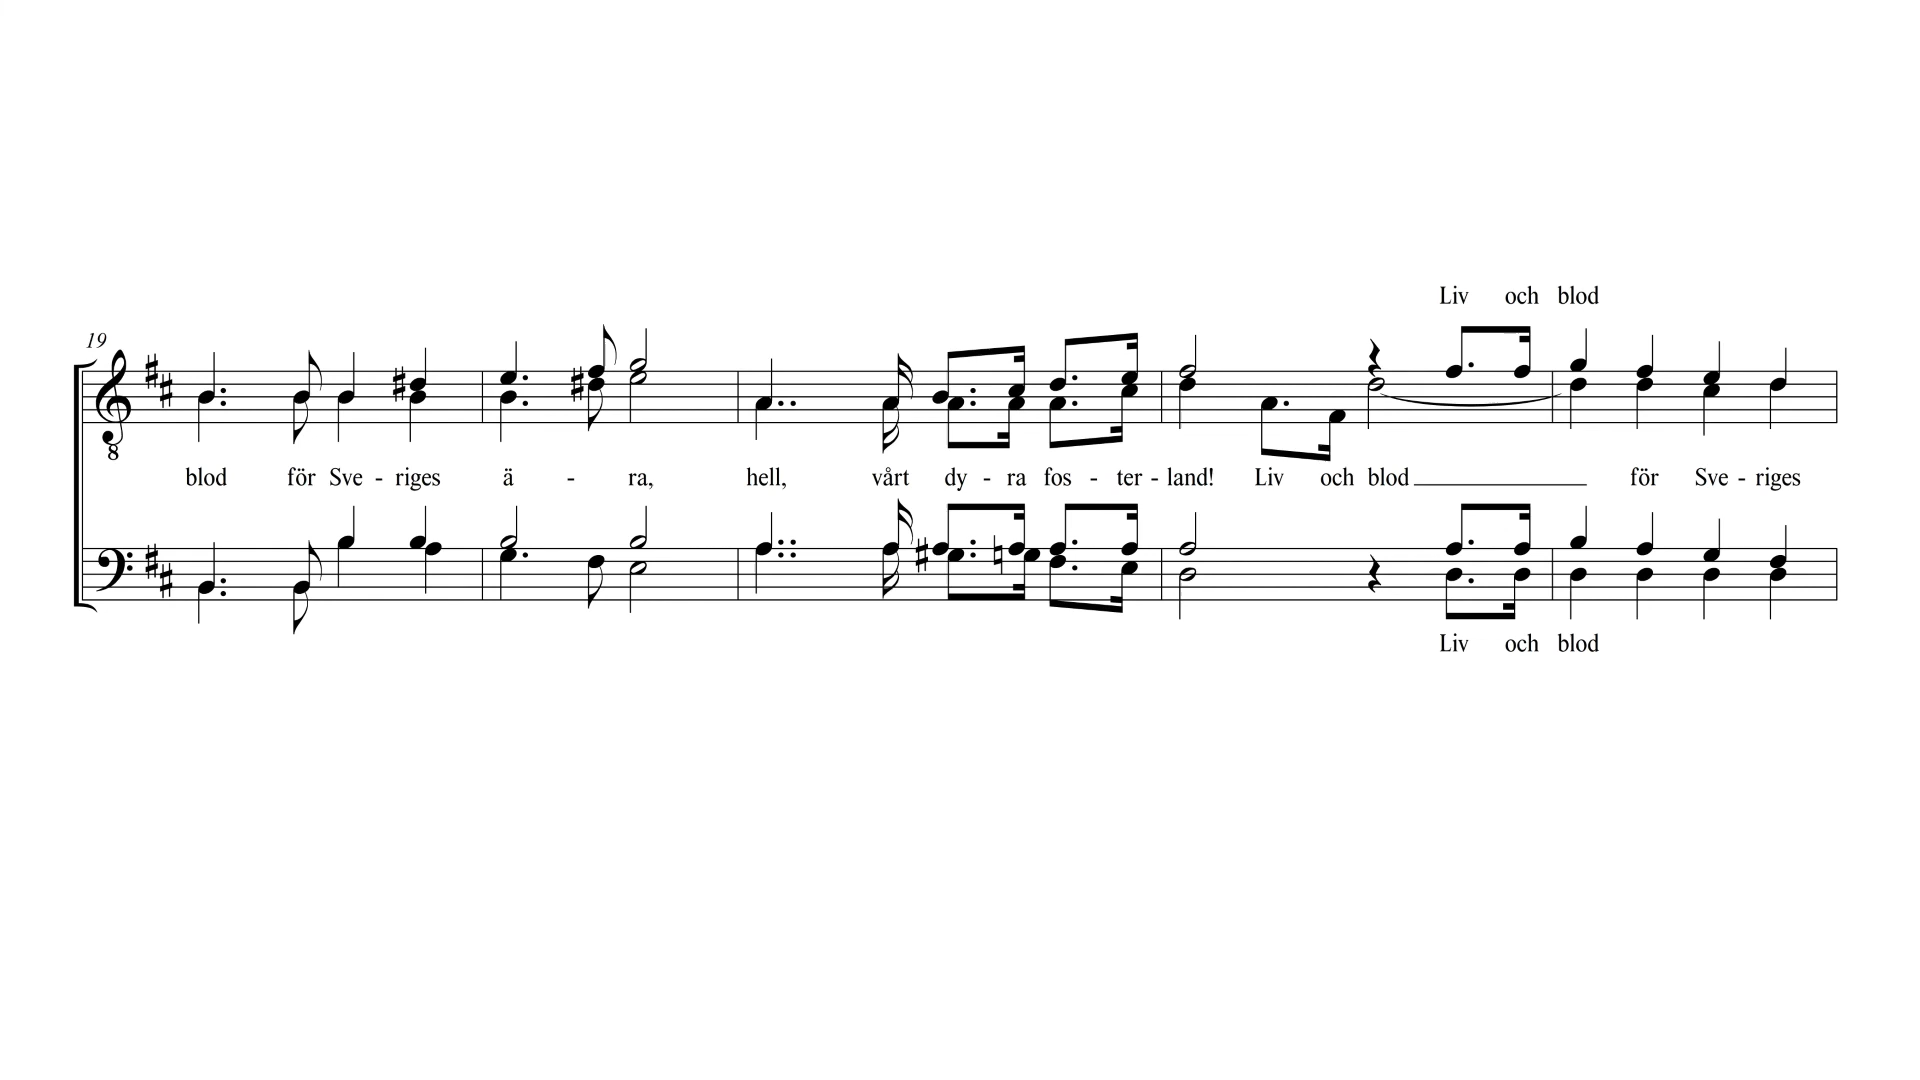 Liv och blod
19
8
blod för Sve - riges ä - ra, hell, vårt dy - ra fos - ter - land! Liv och blod för Sve - riges
Liv och blod